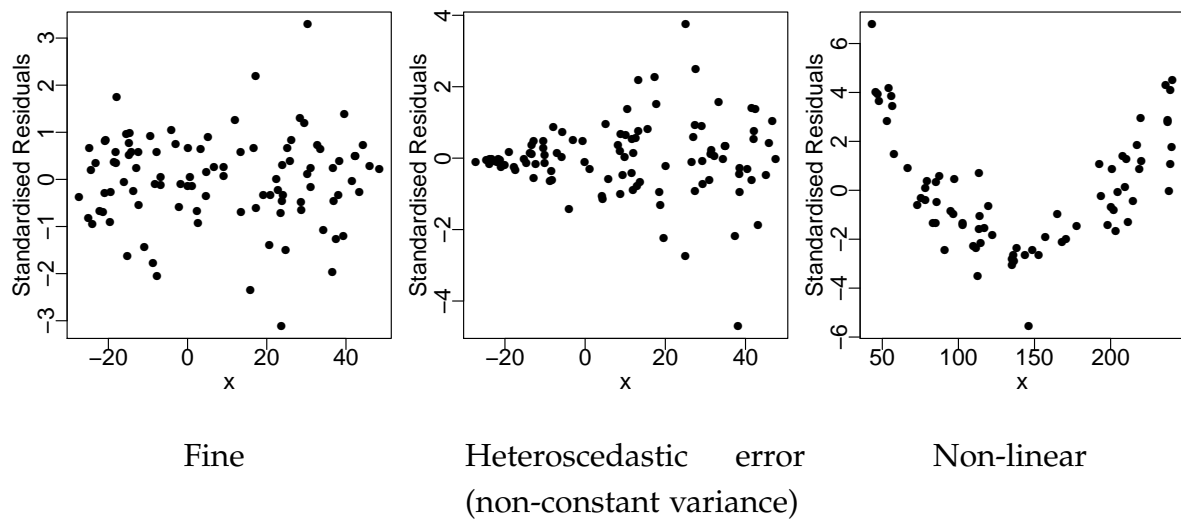 Standardised Residuals
3
2
1
0
−1
−2
−3
−20 0 20 40
x
Standardised Residuals
4
2
0
−2
−4
−20 0 20 40
x
Standardised Residuals
6
4
2
0
−2
−4
−6
50 100 150 200
x
Fine
Heteroscedastic error
(non-constant variance)
Non-linear